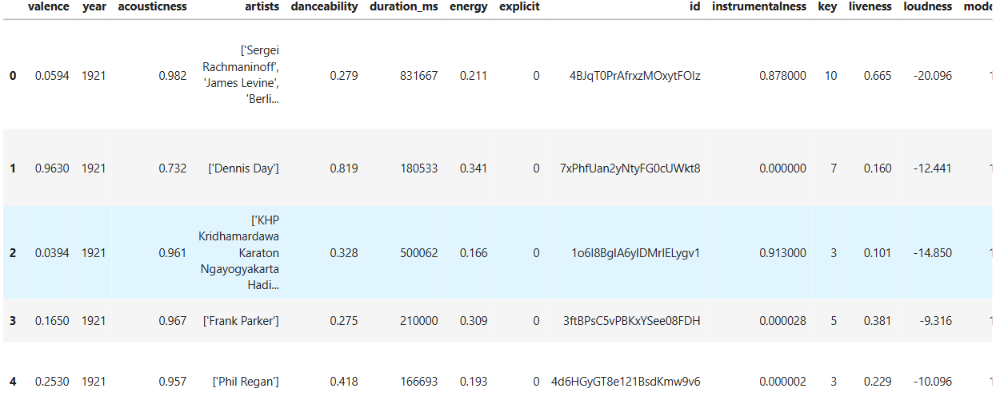 valence year acousticness artists danceability duration_ms energy explicit id instrumentalness key liveness loudness mode
['Sergei
Rachmaninoff',
0 0.0594 1921 0.982 'James Levine', 0.279 831667 0.211 0 4BJqT0PrAfrxzMOxytFOIz 0.878000 10 0.665 -20.096 1
'Berli...
1 0.9630 1921 0.732 ['Dennis Day'] 0.819 180533 0.341 0 7xPhfUan2yNtyFG0cUWkt8 0.000000 7 0.160 -12.441 1
['KHP
Kridhamardawa
2 0.0394 1921 0.961 Karaton 0.328 500062 0.166 0 1o6I8BglA6ylDMrIELygv1 0.913000 3 0.101 -14.850 1
Ngayogyakarta
Hadi...
3 0.1650 1921 0.967 ['Frank Parker'] 0.275 210000 0.309 0 3ftBPsC5vPBKxYSee08FDH 0.000028 5 0.381 -9.316 1
4 0.2530 1921 0.957 ['Phil Regan'] 0.418 166693 0.193 0 4d6HGyGT8e121BsdKmw9v6 0.000002 3 0.229 -10.096 1